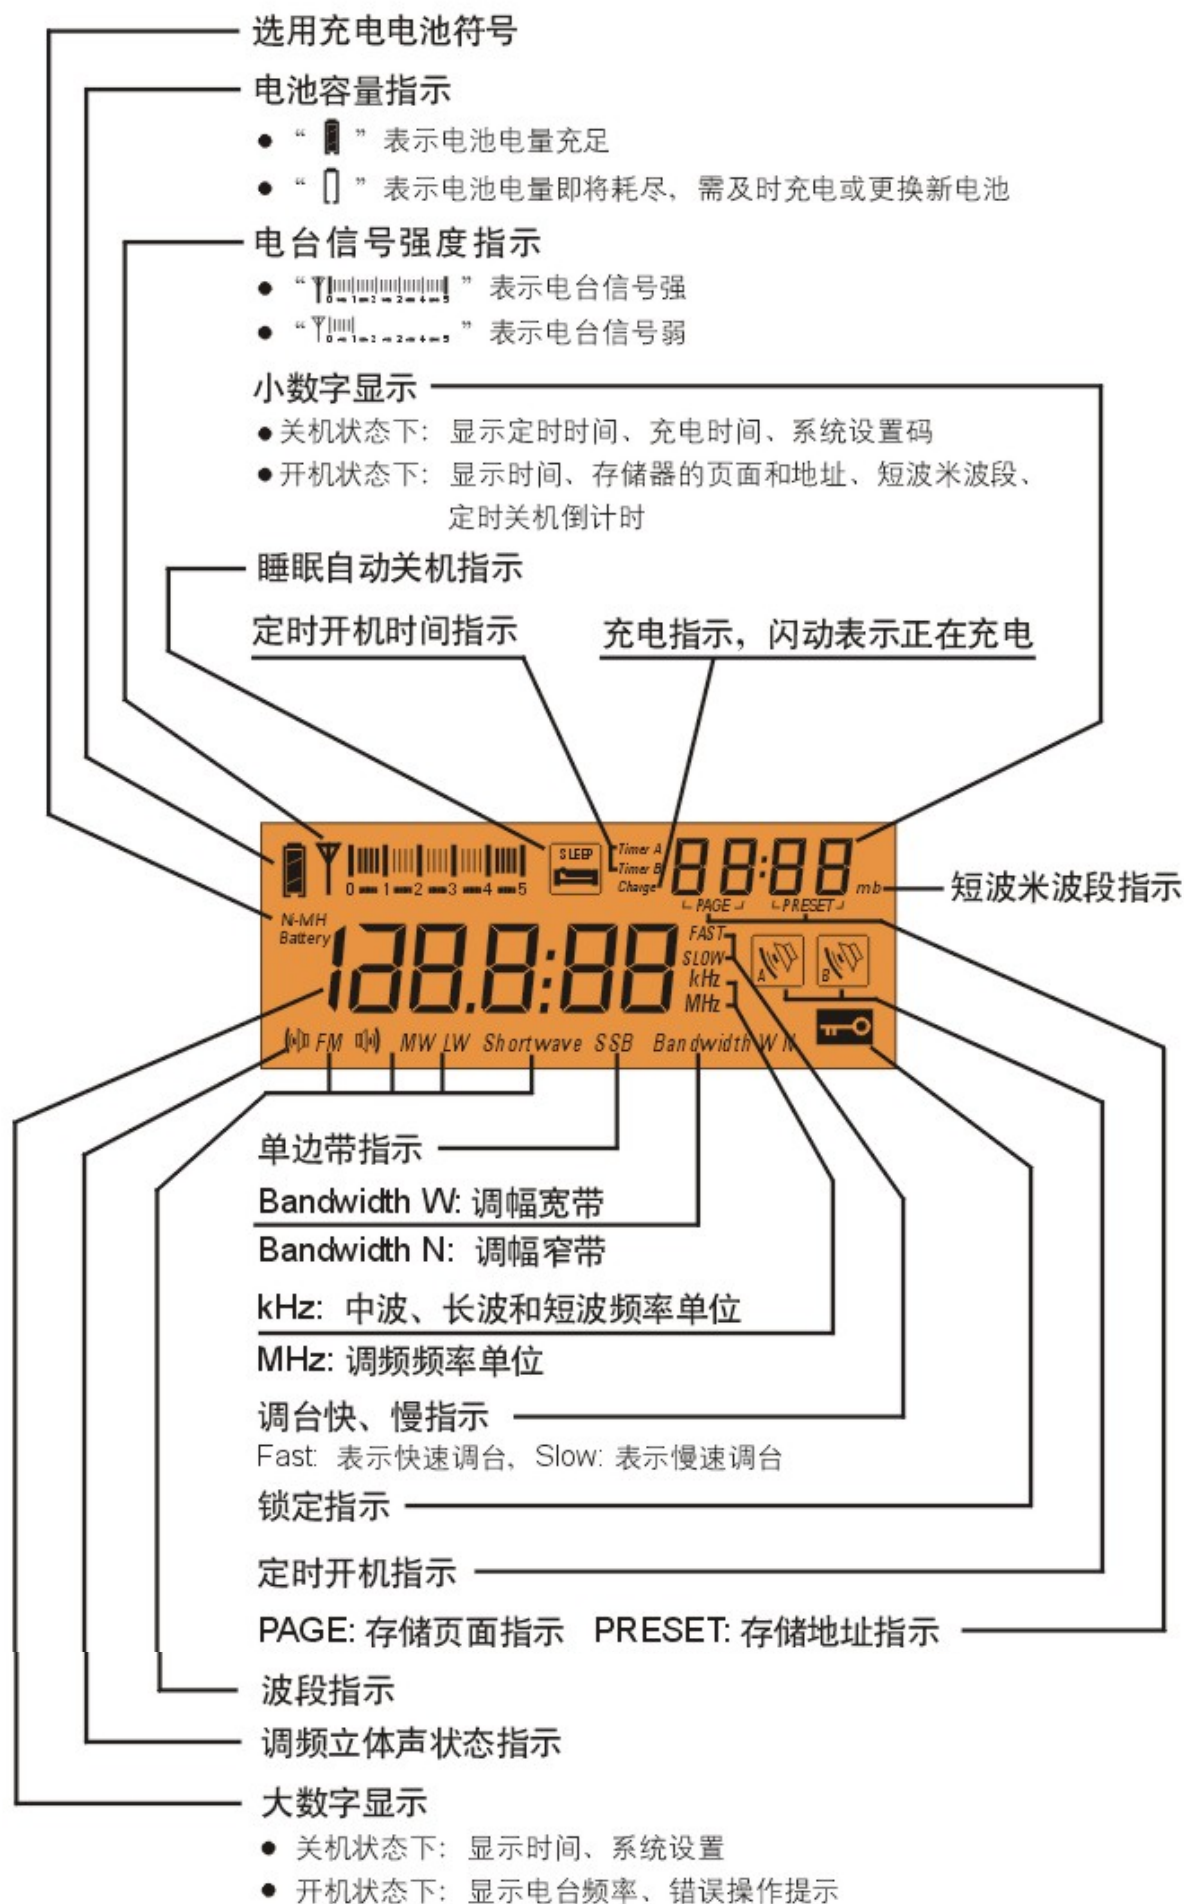 选用充电电池符号
电池容量指示
● “ ” 表示电池电量充足
● “ ” 表示电池电量即将耗尽，需及时充电或更换新电池
电台信号强度指示
● “ 0 1 2 3 4 5 ” 表示电台信号强
● “ 0 1 2 3 4 5 ” 表示电台信号弱
小数字显示
●关机状态下：显示定时时间、充电时间、系统设置码
●开机状态下：显示时间、存储器的页面和地址、短波米波段、
定时关机倒计时
睡眠自动关机指示
定时开机时间指示 充电指示，闪动表示正在充电
SLEEP Timer A 88:88
Timer B
0 1 2 3 4 5 Charge mb 短波米波段指示
PAGE PRESET
Ni-MH
Battery
188.8:88 FAST
SLOW A B
kHz
MHz
FM MW LW Shortwave SSB Bandwidth W N
单边带指示
Bandwidth W: 调幅宽带
Bandwidth N: 调幅窄带
kHz: 中波、长波和短波频率单位
MHz: 调频频率单位
调台快、慢指示
Fast: 表示快速调台，Slow: 表示慢速调台
锁定指示
定时开机指示
PAGE: 存储页面指示 PRESET: 存储地址指示
波段指示
调频立体声状态指示
大数字显示
● 关机状态下：显示时间、系统设置
● 开机状态下：显示电台频率、错误操作提示